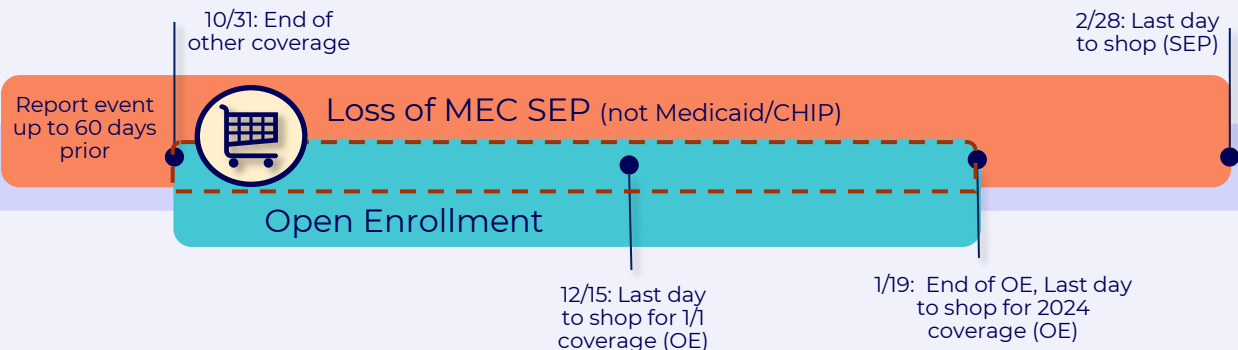 10/31: End of
other coverage
2/28: Last day
to shop (SEP)
Report event
up to 60 days
prior
Loss of MEC SEP (not Medicaid/CHIP)
Open Enrollment
12/15: Last day
to shop for 1/1
coverage (OE)
1/19:  End of OE, Last day
to shop for 2024
coverage (OE)